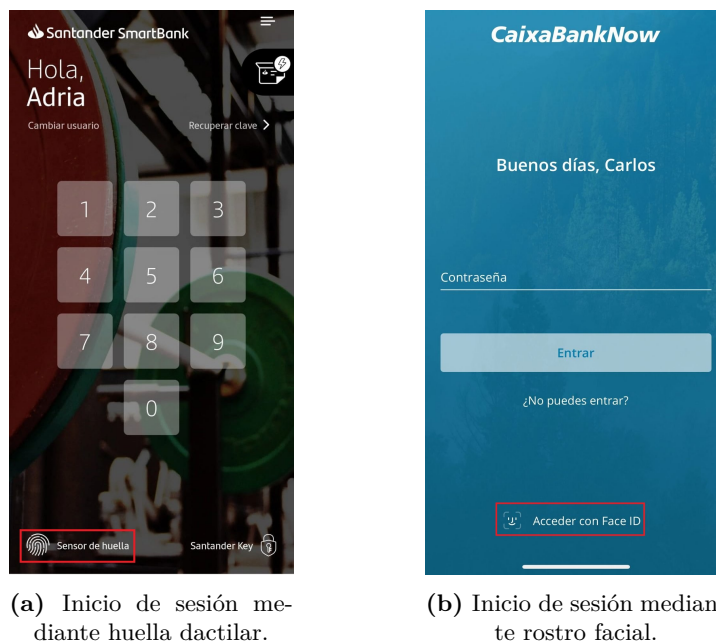 Santander SmartBank
Hola,
Adria
Cambiar usuario
Recuperar clave
1 2 3
4 5 6
7 8 9
0
Sensor de huella
Santander Key
(a) Inicio de sesión me-
diante huella dactilar.
CaixaBankNow
Buenos días, Carlos
Contraseña
Entrar
¿No puedes entrar?
Acceder con Face ID
(b) Inicio de sesión median
te rostro facial.